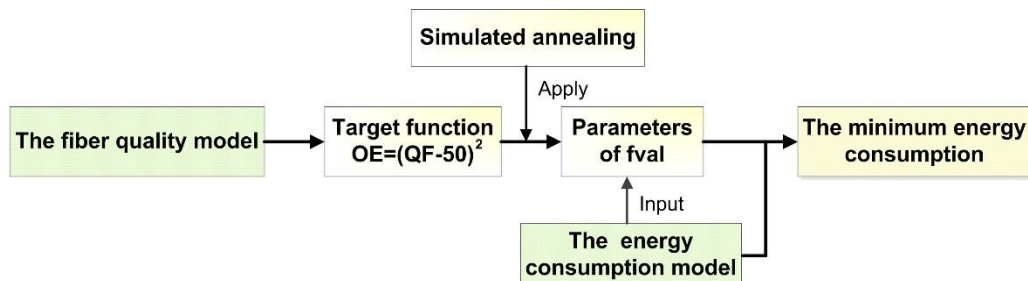 Simulated annealing
Apply
The fiber quality model
Target function
OE=(QF-50)²
Parameters
of fval
The minimum energy
consumption
Input
The energy
consumption model